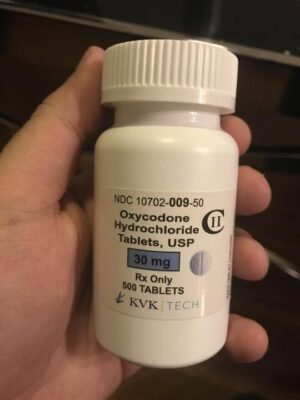 NDC 10702-009-50
Oxycodone
Hydrochloride
Tablets, USP
CII
30 mg
Rx Only
500 TABLETS
KVK TECH